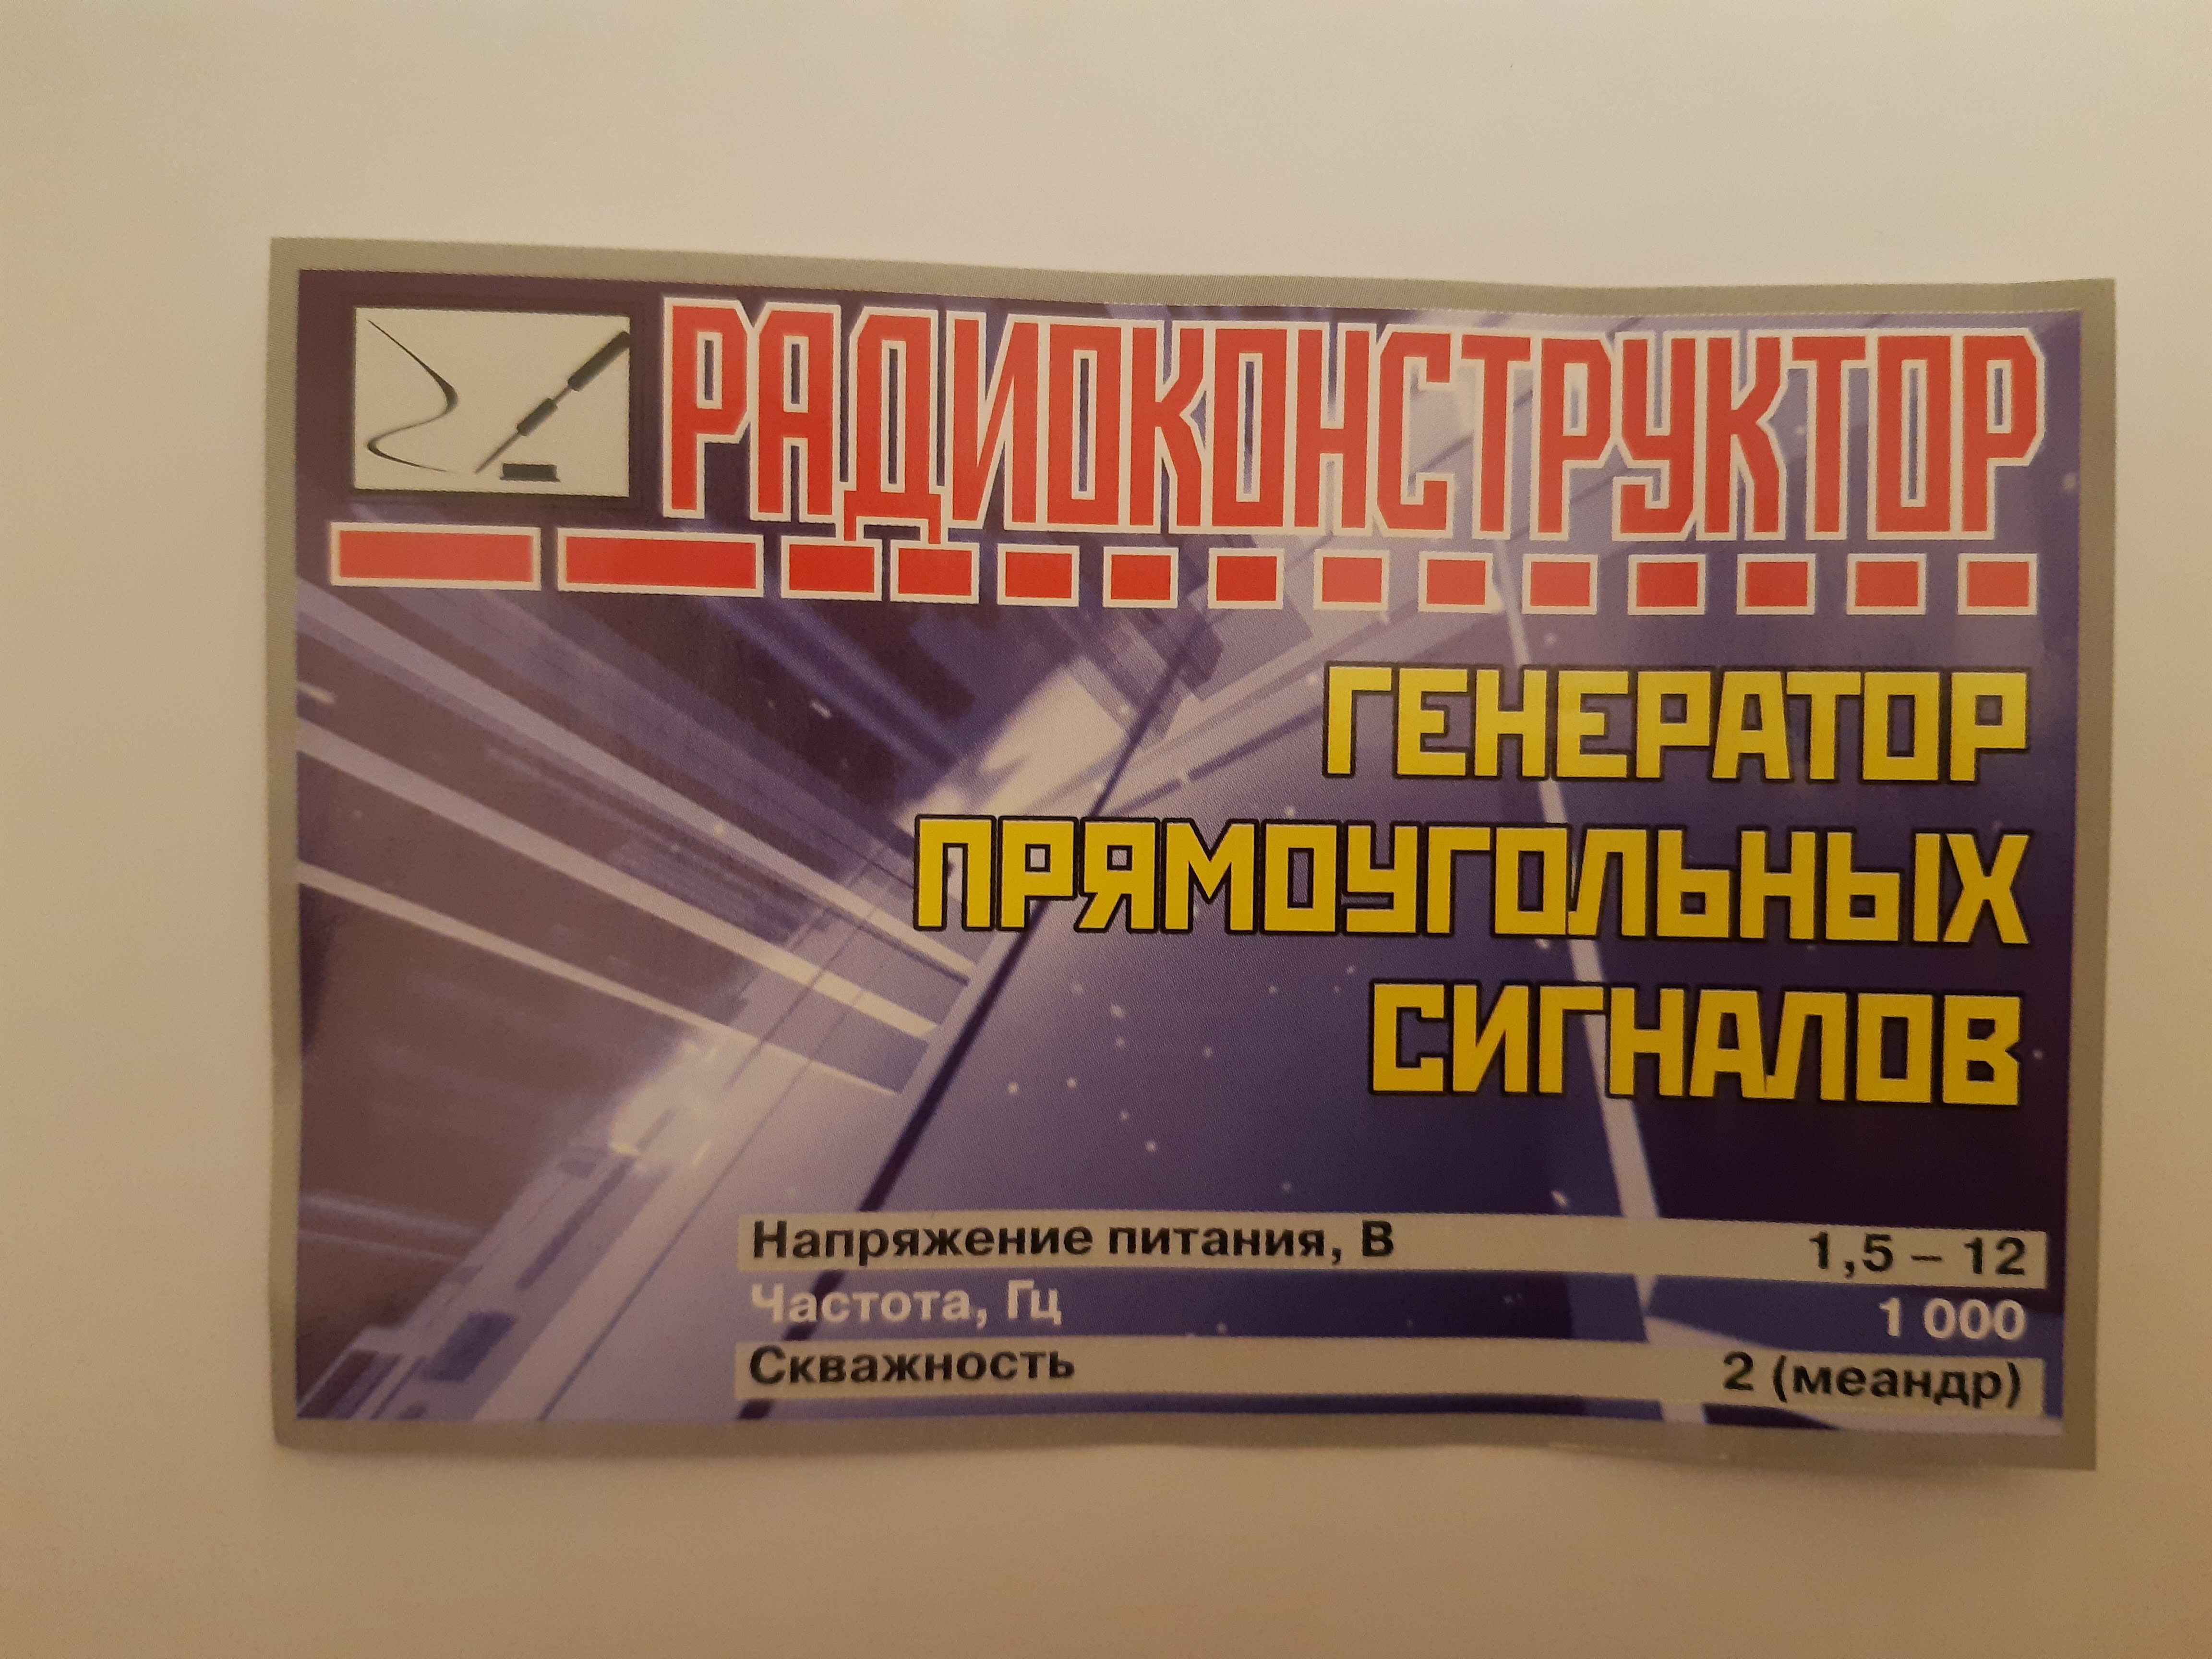 РАДИОКОНСТРУКТОР
ГЕНЕРАТОР
ПРЯМОУГОЛЬНЫХ
СИГНАЛОВ
Напряжение питания, В 1,5 – 12
Частота, Гц 1 000
Скважность 2 (меандр)